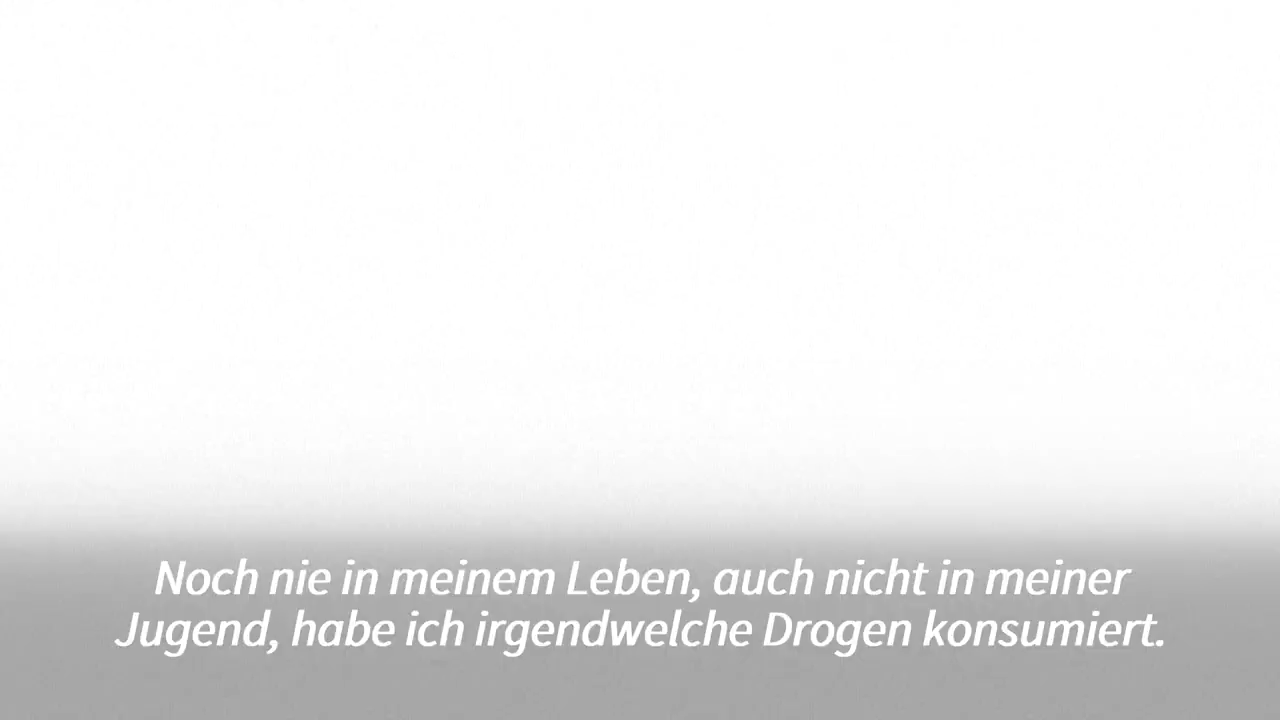 Noch nie in meinem Leben, auch nicht in meiner
Jugend, habe ich irgendwelche Drogen konsumiert.